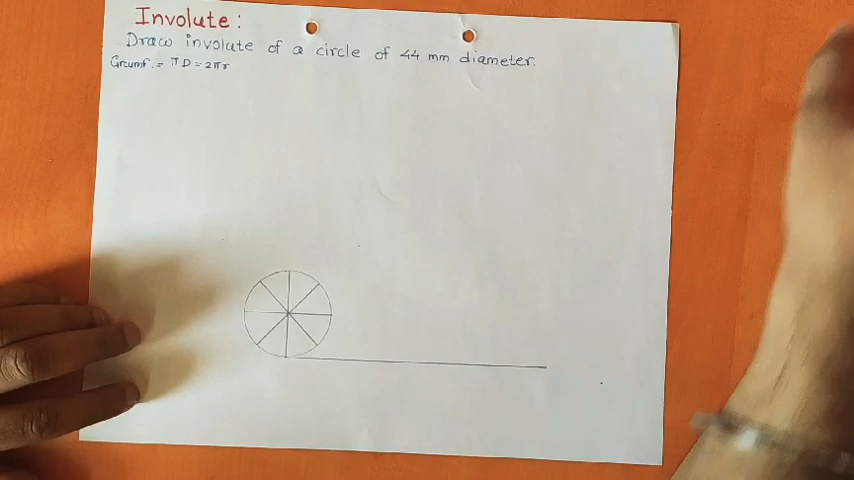 Involute:
Draw involute of a circle of 44 mm diameter.
Circumf. = πD = 2πr